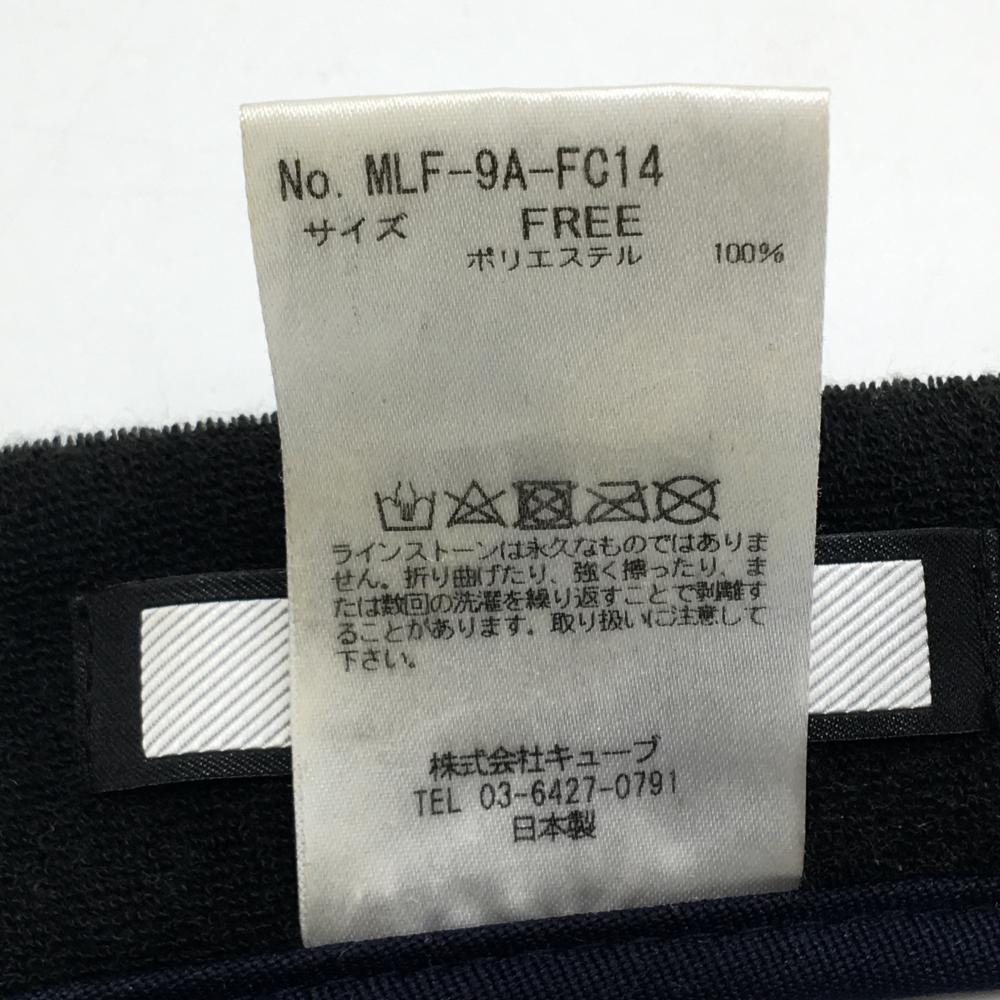 No. MLF-9A-FC14
サイズ FREE
ポリエステル 100%
ラインストーンは永久なものではありま
せん。折り曲げたり、強く擦ったり、ま
たは数回の洗濯を繰り返すことで剥離す
ることがあります。取り扱いにご注意して
下さい。
株式会社キューブ
TEL 03-6427-0791
日本製